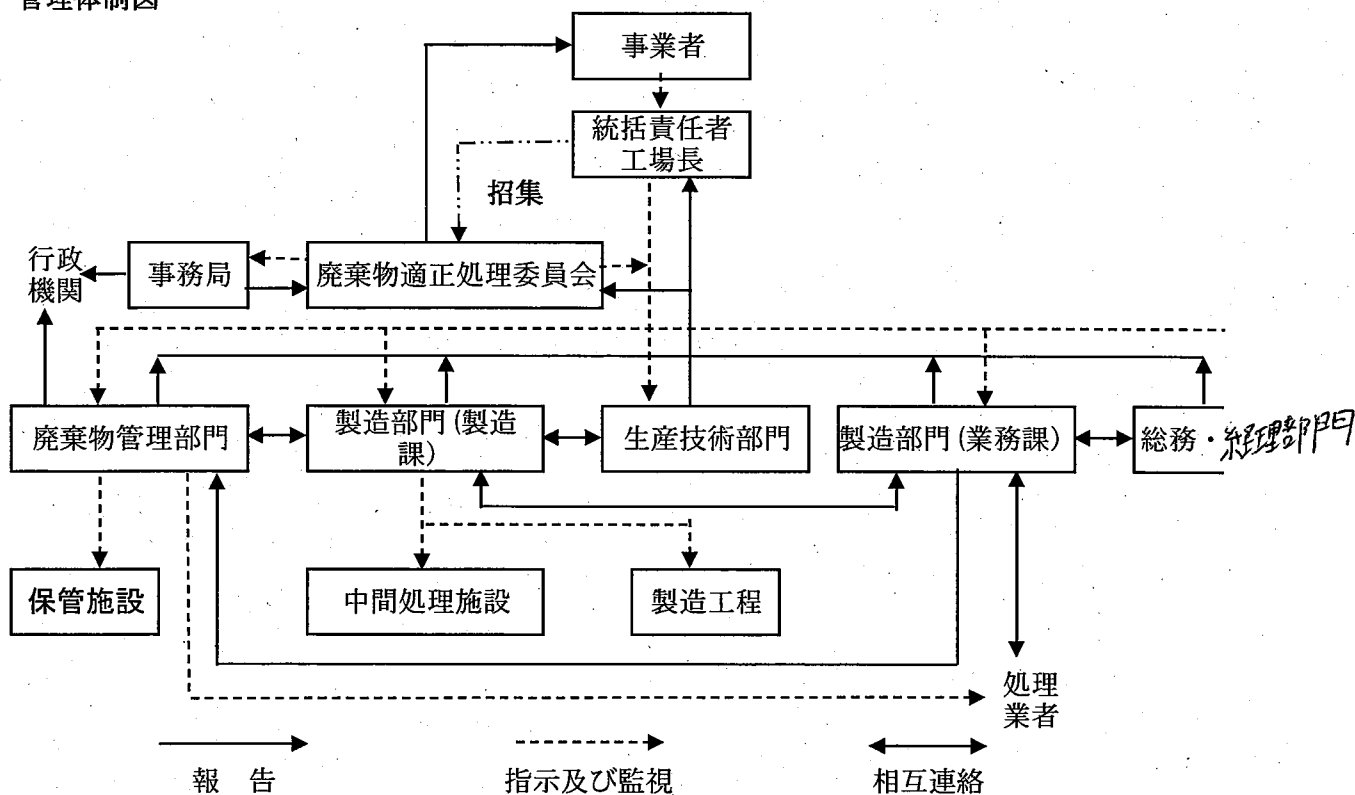 管理体制図
事業者
統括責任者
工場長
招集
行政
機関
事務局
廃棄物適正処理委員会
廃棄物管理部門
製造部門(製造
課)
生産技術部門
製造部門(業務課)
総務・経理部門
保管施設
中間処理施設
製造工程
処理
業者
報 告
指示及び監視
相互連絡